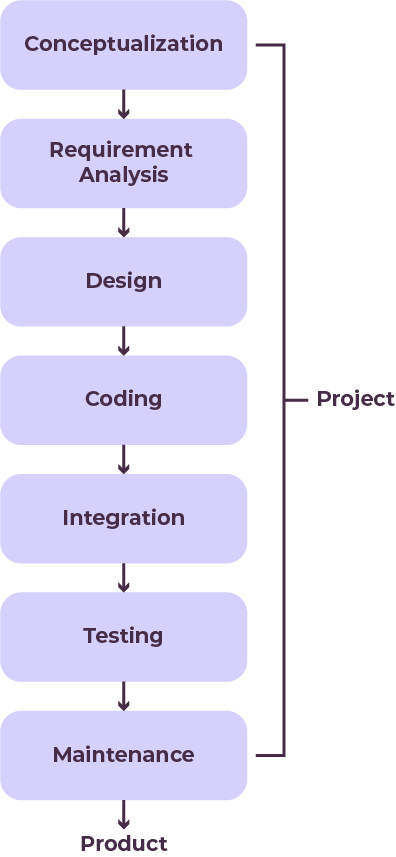 Conceptualization
Requirement
Analysis
Design
Coding
Project
Integration
Testing
Maintenance
Product